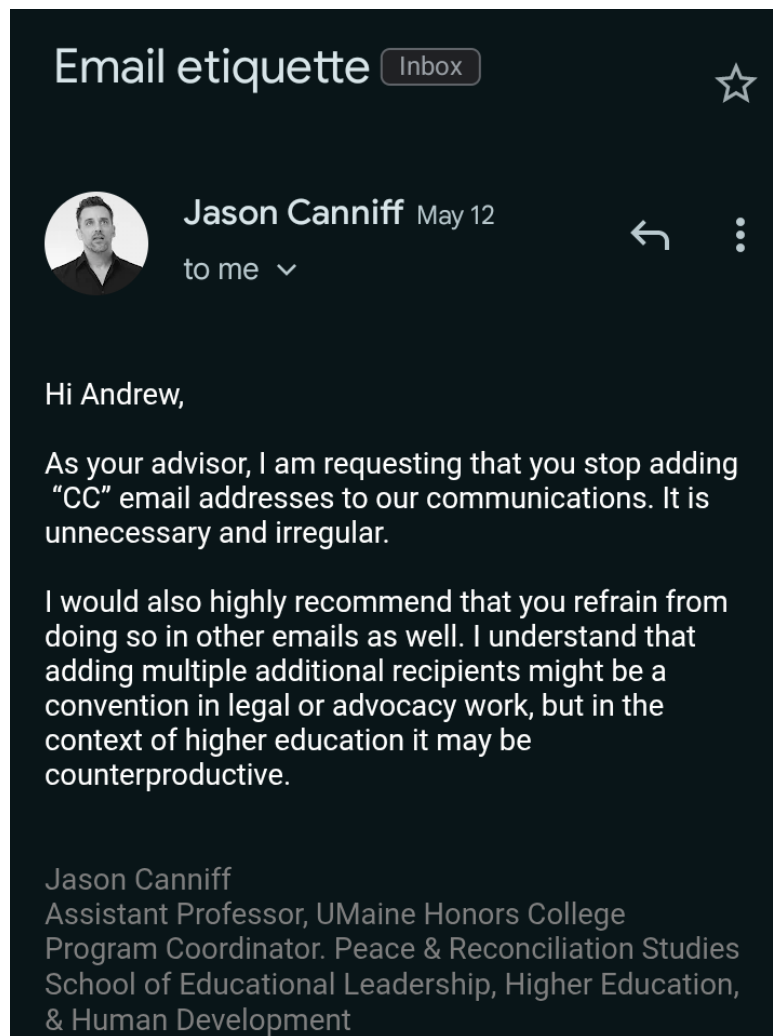 Email etiquette Inbox
Jason Canniff May 12
to me
Hi Andrew,
As your advisor, I am requesting that you stop adding
“CC” email addresses to our communications. It is
unnecessary and irregular.
I would also highly recommend that you refrain from
doing so in other emails as well. I understand that
adding multiple additional recipients might be a
convention in legal or advocacy work, but in the
context of higher education it may be
counterproductive.
Jason Canniff
Assistant Professor, UMaine Honors College
Program Coordinator. Peace & Reconciliation Studies
School of Educational Leadership, Higher Education,
& Human Development